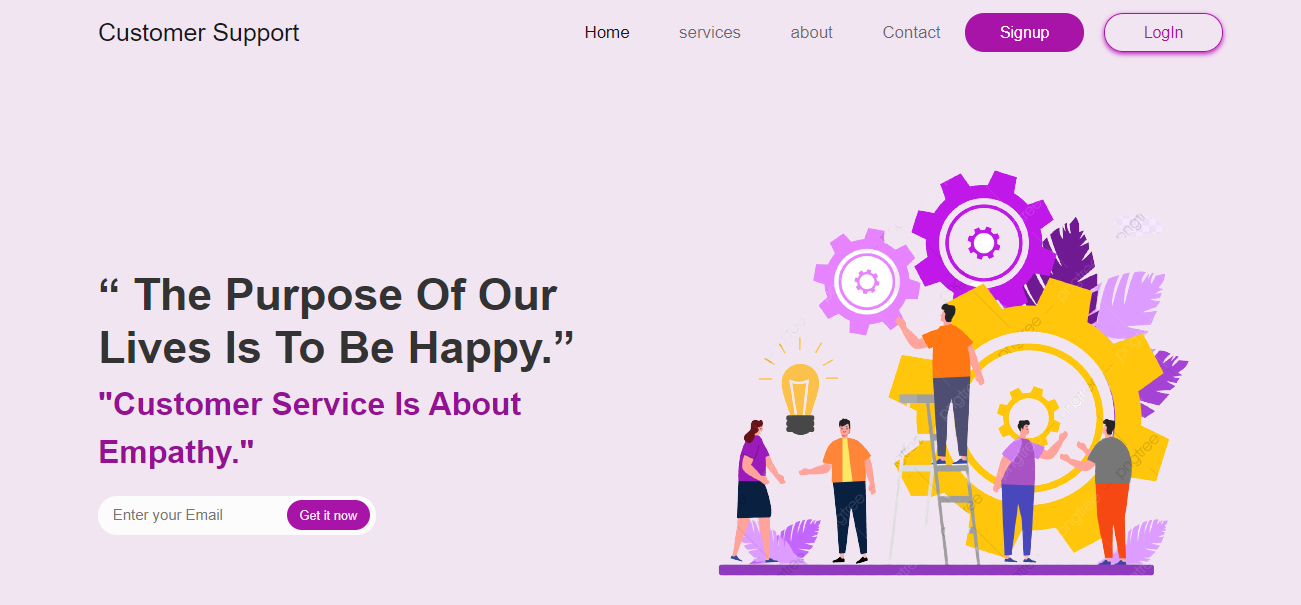 Customer Support
Home
services
about
Contact
Signup
LogIn
“ The Purpose Of Our
Lives Is To Be Happy.”
"Customer Service Is About
Empathy."
Enter your Email
Get it now
pngtree